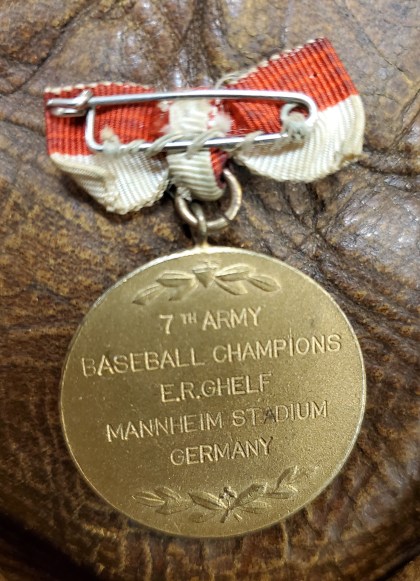 7TH ARMY
BASEBALL CHAMPIONS
E.R.GHELF
MANNHEIM STADIUM
GERMANY